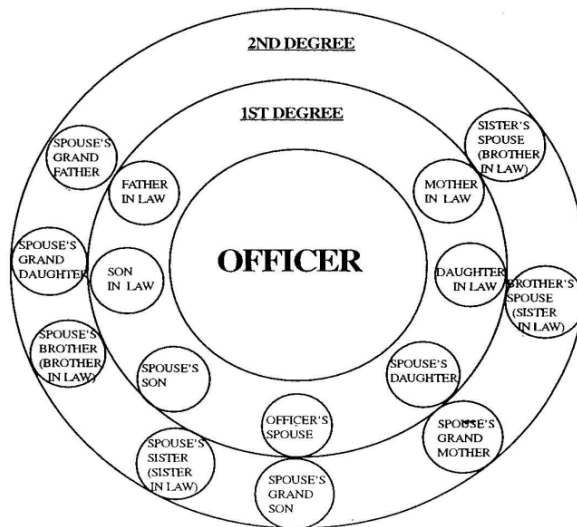 2ND DEGREE
1ST DEGREE
SPOUSE'S
GRAND
FATHER
SISTER'S
SPOUSE
(BROTHER
IN LAW)
FATHER
IN LAW
MOTHER
IN LAW
OFFICER
SPOUSE'S
GRAND
DAUGHTER
SON
IN LAW
DAUGHTER
IN LAW
BROTHER'S
SPOUSE
(SISTER
IN LAW)
SPOUSE'S
BROTHER
(BROTHER
IN LAW)
SPOUSE'S
SON
SPOUSE'S
DAUGHTER
OFFICER'S
SPOUSE
SPOUSE'S
GRAND
MOTHER
SPOUSE'S
SISTER
(SISTER
IN LAW)
SPOUSE'S
GRAND
SON